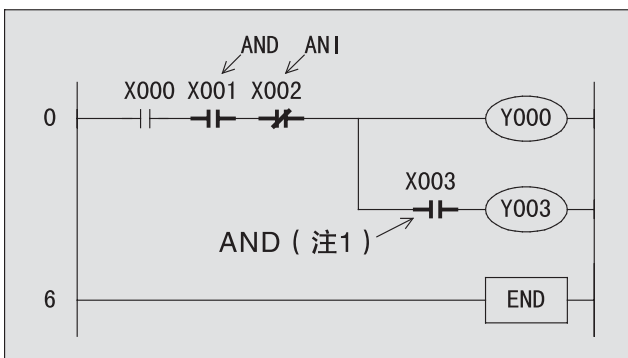 AND ANI
X000 X001 X002
0 Y000
X003
Y003
AND（注1）
6 END